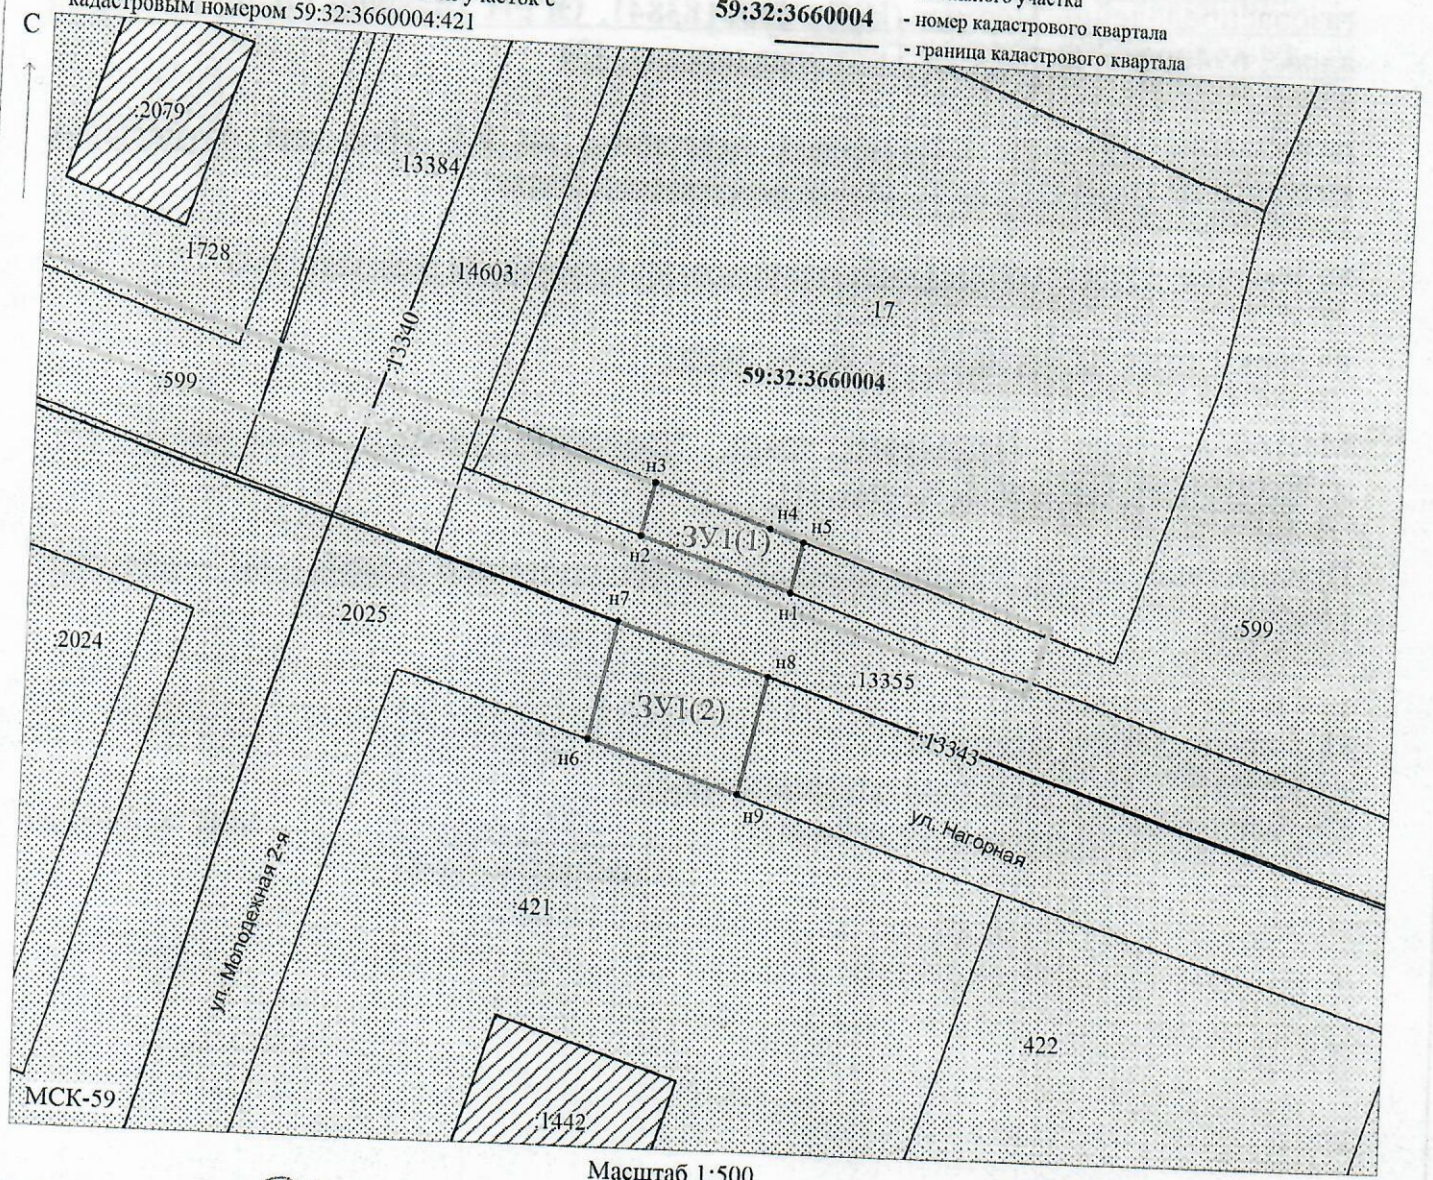 кадастровым номером 59:32:3660004:421
59:32:3660004
- номер кадастрового квартала
- граница кадастрового квартала
С
:2079
:13384
:1728
:14603
:17
:13340
:599
59:32:3660004
н3
н4
н5
:ЗУ1(1)
н2
н1
н7
:2025
:2024
:599
н8
:13355
:ЗУ1(2)
н6
:13343
н9
ул. Нагорная
ул. Молодежная 2-я
:421
:422
МСК-59
:1442
Масштаб 1:500